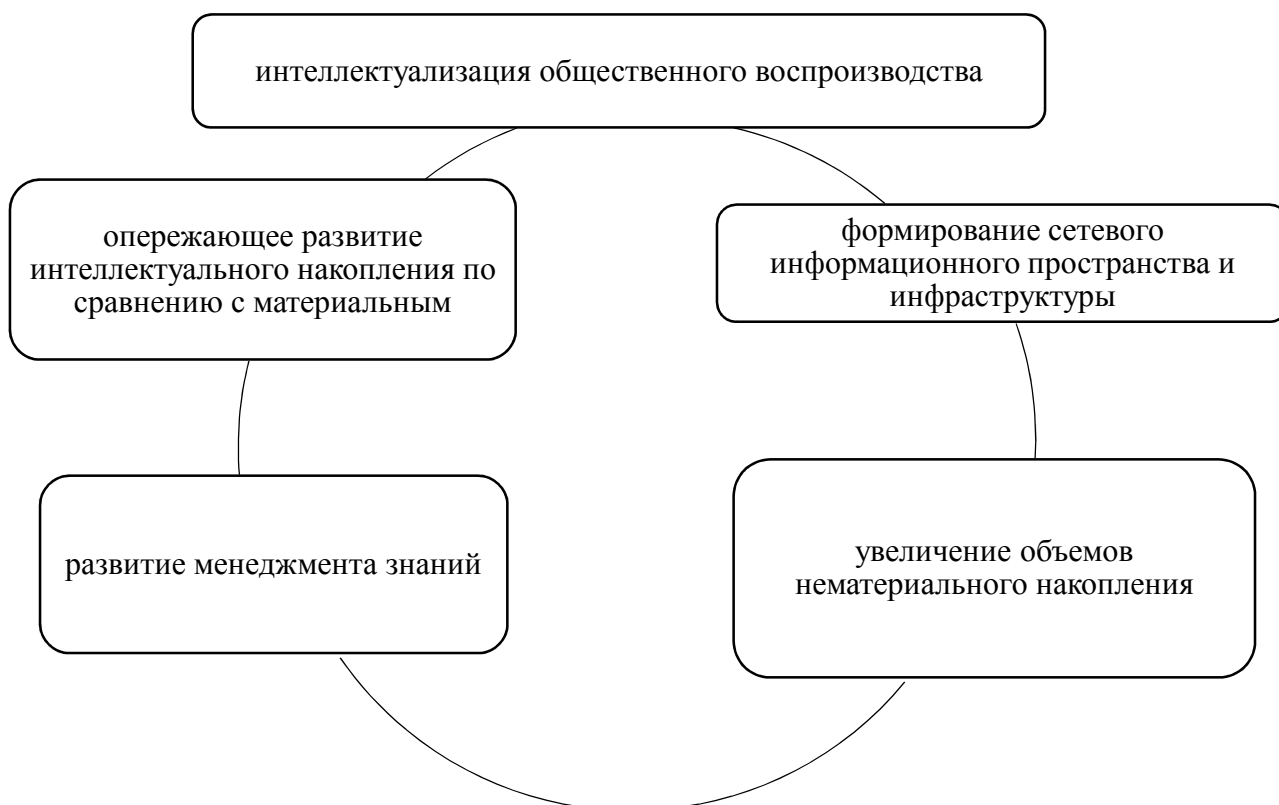 интеллектуализация общественного воспроизводства
опережающее развитие
интеллектуального накопления по
сравнению с материальным
формирование сетевого
информационного пространства и
инфраструктуры
развитие менеджмента знаний
увеличение объемов
нематериального накопления